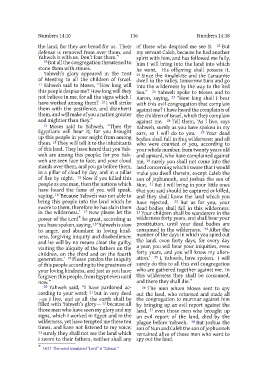 Numbers 14:10
136
Numbers 14:38
the land, for they are bread for us. Their
defense is removed from over them, and
Yahweh is with us. Don't fear them."
10 But all the congregation threatened to
stone them with stones.
Yahweh's glory appeared in the Tent
of Meeting to all the children of Israel.
11 Yahweh said to Moses, "How long will
this people despise me? How long will they
not believe in me, for all the signs which I
have worked among them? 12 I will strike
them with the pestilence, and disinherit
them, and will make of you a nation greater
and mightier than they."
13 Moses said to Yahweh, "Then the
Egyptians will hear it; for you brought
up this people in your might from among
them. 14 They will tell it to the inhabitants
of this land. They have heard that you Yah-
weh are among this people; for you Yah-
weh are seen face to face, and your cloud
stands over them, and you go before them,
in a pillar of cloud by day, and in a pillar
of fire by night. 15 Now if you killed this
people as one man, then the nations which
have heard the fame of you will speak,
saying, 16 'Because Yahweh was not able to
bring this people into the land which he
swore to them, therefore he has slain them
in the wilderness.' 17 Now please let the
power of the Lord* be great, according as
you have spoken, saying, 18 'Yahweh is slow
to anger, and abundant in loving kind-
ness, forgiving iniquity and disobedience;
and he will by no means clear the guilty,
visiting the iniquity of the fathers on the
children, on the third and on the fourth
generation.' 19 Please pardon the iniquity
of this people according to the greatness of
your loving kindness, and just as you have
forgiven this people, from Egypt even until
now."
20 Yahweh said, "I have pardoned ac-
cording to your word; 21 but in very deed
—as I live, and as all the earth shall be
filled with Yahweh's glory— 22 because all
those men who have seen my glory and my
signs, which I worked in Egypt and in the
wilderness, yet have tempted me these ten
times, and have not listened to my voice;
23 surely they shall not see the land which
I swore to their fathers, neither shall any
of those who despised me see it. 24 But
my servant Caleb, because he had another
spirit with him, and has followed me fully,
him I will bring into the land into which
he went. His offspring shall possess it.
25 Since the Amalekite and the Canaanite
dwell in the valley, tomorrow turn and go
into the wilderness by the way to the Red
Sea." 26 Yahweh spoke to Moses and to
Aaron, saying, 27 "How long shall I bear
with this evil congregation that complain
against me? I have heard the complaints of
the children of Israel, which they complain
against me. 28 Tell them, 'As I live, says
Yahweh, surely as you have spoken in my
ears, so I will do to you. 29 Your dead
bodies shall fall in this wilderness; and all
who were counted of you, according to
your whole number, from twenty years old
and upward, who have complained against
me, 30 surely you shall not come into the
land concerning which I swore that I would
make you dwell therein, except Caleb the
son of Jephunneh, and Joshua the son of
Nun. 31 But I will bring in your little ones
that you said should be captured or killed,
and they shall know the land which you
have rejected. 32 But as for you, your
dead bodies shall fall in this wilderness.
33 Your children shall be wanderers in the
wilderness forty years, and shall bear your
prostitution, until your dead bodies are
consumed in the wilderness. 34 After the
number of the days in which you spied out
the land, even forty days, for every day
a year, you will bear your iniquities, even
forty years, and you will know my alien-
ation.' 35 I, Yahweh, have spoken. I will
surely do this to all this evil congregation
who are gathered together against me. In
this wilderness they shall be consumed,
and there they shall die."
36 The men whom Moses sent to spy
out the land, who returned and made all
the congregation to murmur against him
by bringing up an evil report against the
land, 37 even those men who brought up
an evil report of the land, died by the
plague before Yahweh. 38 But Joshua the
son of Nun and Caleb the son of Jephunneh
remained alive of those men who went to
spy out the land.
* 14:17 The word translated "Lord" is "Adonai."